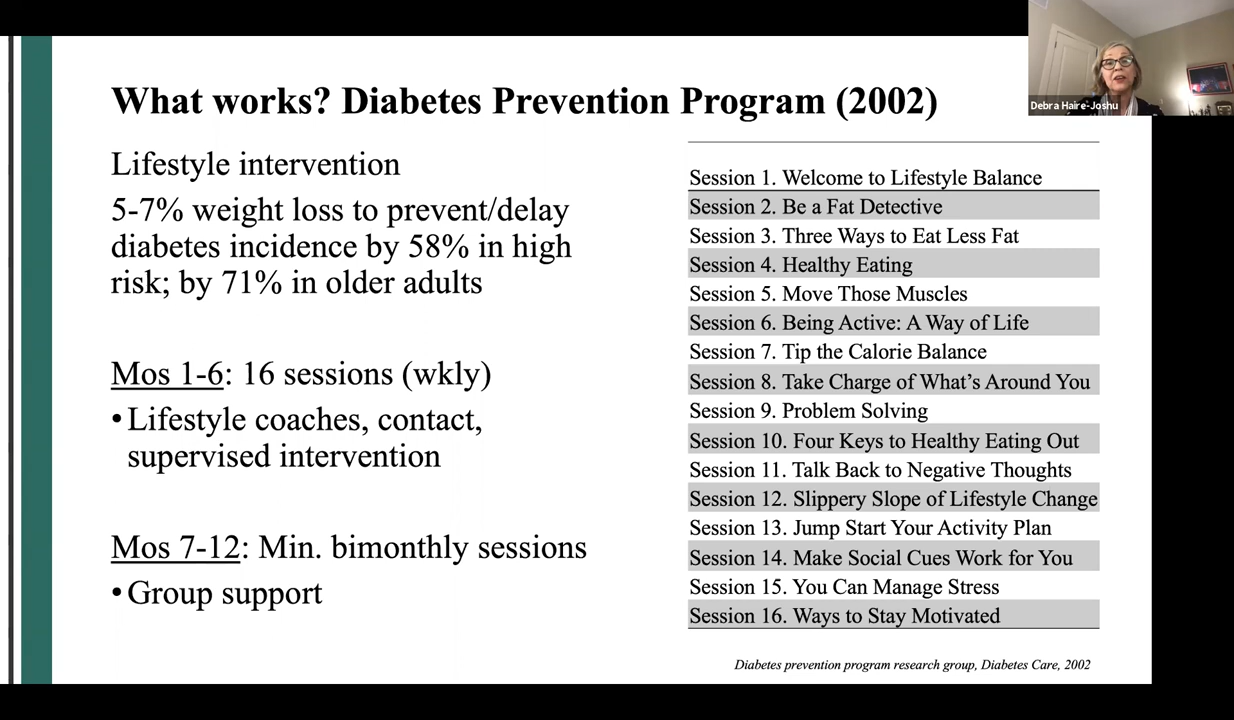 What works? Diabetes Prevention Program (2002)
Debra Haire-Joshu
Lifestyle intervention
5-7% weight loss to prevent/delay
diabetes incidence by 58% in high
risk; by 71% in older adults
Mos 1-6: 16 sessions (wkly)
• Lifestyle coaches, contact,
supervised intervention
Mos 7-12: Min. bimonthly sessions
• Group support
Session 1. Welcome to Lifestyle Balance
Session 2. Be a Fat Detective
Session 3. Three Ways to Eat Less Fat
Session 4. Healthy Eating
Session 5. Move Those Muscles
Session 6. Being Active: A Way of Life
Session 7. Tip the Calorie Balance
Session 8. Take Charge of What’s Around You
Session 9. Problem Solving
Session 10. Four Keys to Healthy Eating Out
Session 11. Talk Back to Negative Thoughts
Session 12. Slippery Slope of Lifestyle Change
Session 13. Jump Start Your Activity Plan
Session 14. Make Social Cues Work for You
Session 15. You Can Manage Stress
Session 16. Ways to Stay Motivated
Diabetes prevention program research group, Diabetes Care, 2002